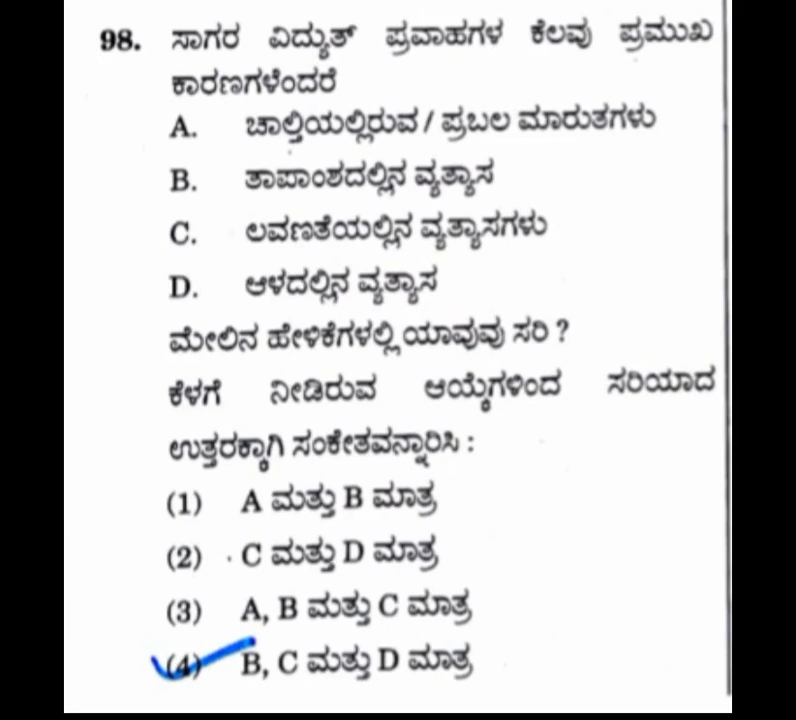 98. ಸಾಗರ ವಿದ್ಯುತ್ ಪ್ರವಾಹಗಳ ಕೆಲವು ಪ್ರಮುಖ
ಕಾರಣಗಳೆಂದರೆ
A. ಚಾಲ್ತಿಯಲ್ಲಿರುವ / ಪ್ರಬಲ ಮಾರುತಗಳು
B. ತಾಪಾಂಶದಲ್ಲಿನ ವ್ಯತ್ಯಾಸ
C. ಲವಣತೆಯಲ್ಲಿನ ವ್ಯತ್ಯಾಸಗಳು
D. ಆಳದಲ್ಲಿನ ವ್ಯತ್ಯಾಸ
ಮೇಲಿನ ಹೇಳಿಕೆಗಳಲ್ಲಿ ಯಾವುವು ಸರಿ ?
ಕೆಳಗೆ ನೀಡಿರುವ ಆಯ್ಕೆಗಳಿಂದ ಸರಿಯಾದ
ಉತ್ತರಕ್ಕಾಗಿ ಸಂಕೇತವನ್ನಾರಿಸಿ :
(1) A ಮತ್ತು B ಮಾತ್ರ
(2) C ಮತ್ತು D ಮಾತ್ರ
(3) A, B ಮತ್ತು C ಮಾತ್ರ
(4) B, C ಮತ್ತು D ಮಾತ್ರ